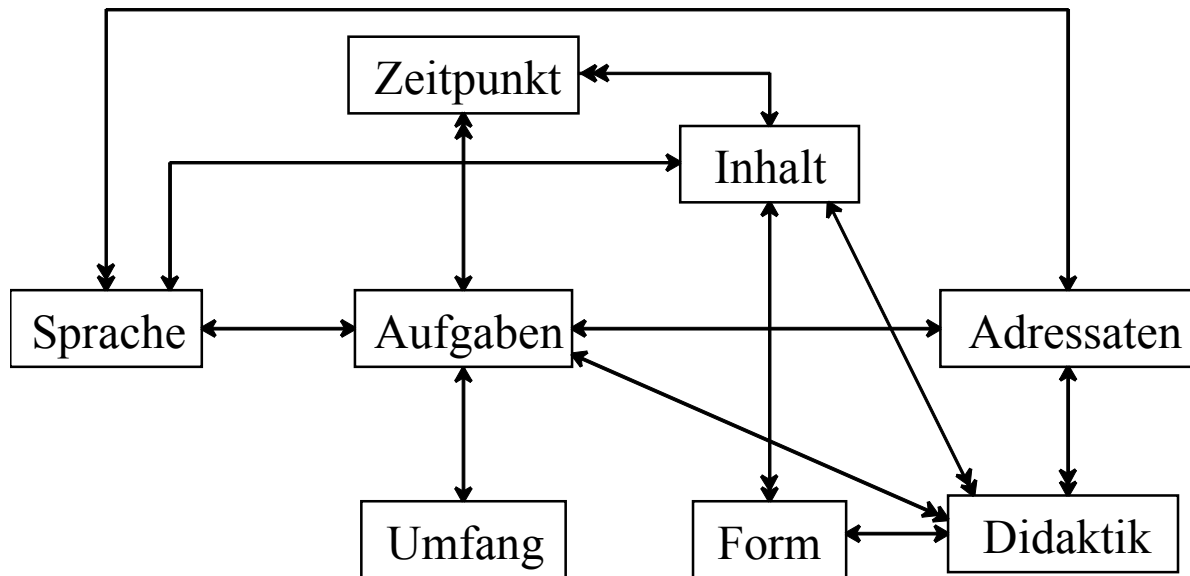 Zeitpunkt
Inhalt
Sprache
Aufgaben
Adressaten
Umfang
Form
Didaktik